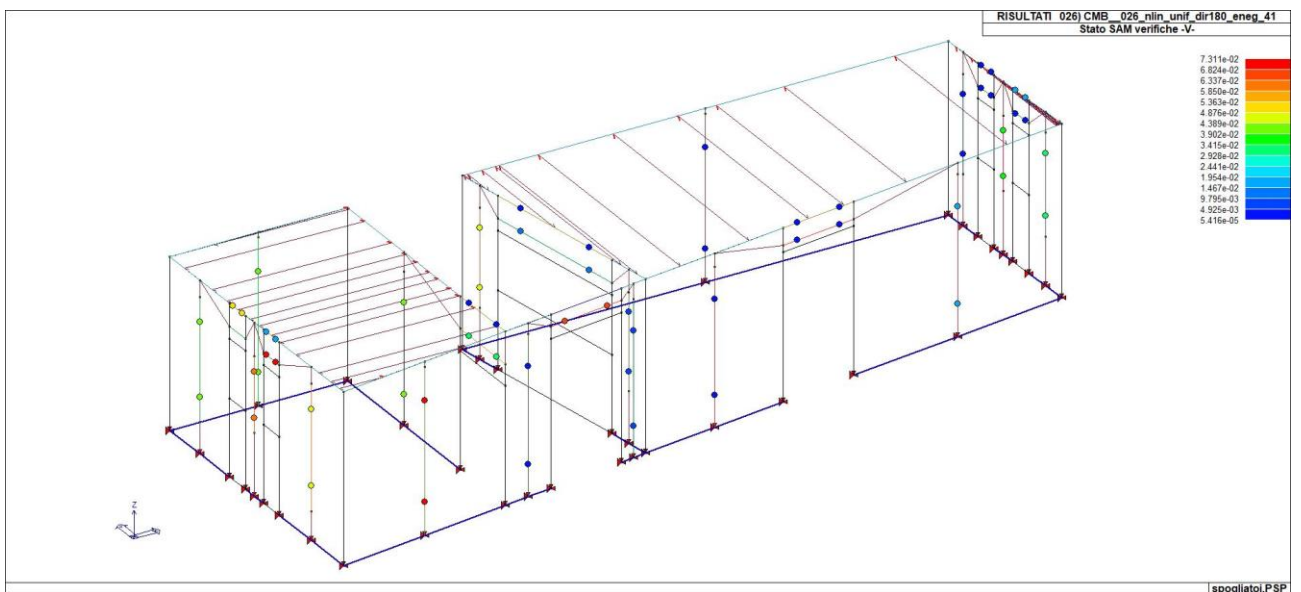 RISULTATI 026) CMB__026_nlin_unif_dir180_eneg_41
Stato SAM verifiche -V-
7.311e-02
6.824e-02
6.337e-02
5.850e-02
5.363e-02
4.876e-02
4.389e-02
3.902e-02
3.415e-02
2.928e-02
2.441e-02
1.954e-02
1.467e-02
9.795e-03
4.925e-03
5.416e-05
Z
spogliatoi.PSP